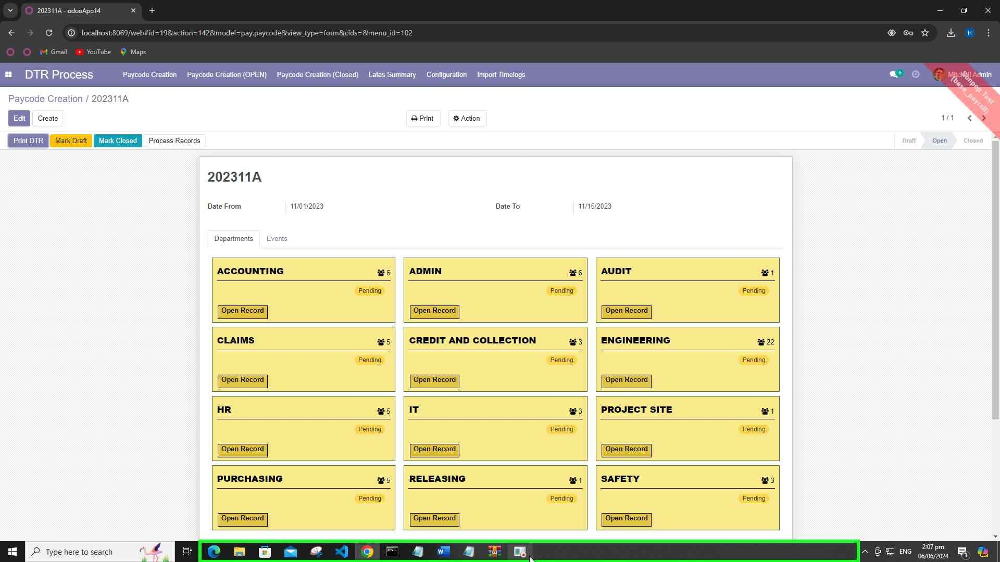 202311A - odooApp14
localhost:8069/web#id=19&action=142&model=pay.paycode&view_type=form&cids=&menu_id=102
H
Gmail YouTube Maps
DTR Process Paycode Creation Paycode Creation (OPEN) Paycode Creation (Closed) Lates Summary Configuration Import Timelogs 5 Mitchell Admin
Sunpop Test
(base_payroll)
Paycode Creation / 202311A
Edit Create Print Action 1 / 1
Print DTR Mark Draft Mark Closed Process Records Draft Open Closed
202311A
Date From 11/01/2023 Date To 11/15/2023
Departments Events
ACCOUNTING 6 ADMIN 6 AUDIT 1
Pending Pending Pending
Open Record Open Record Open Record
CLAIMS 5 CREDIT AND COLLECTION 3 ENGINEERING 22
Pending Pending Pending
Open Record Open Record Open Record
HR 5 IT 3 PROJECT SITE 1
Pending Pending Pending
Open Record Open Record Open Record
PURCHASING 5 RELEASING 1 SAFETY 3
Pending Pending Pending
Open Record Open Record Open Record
Type here to search ENG 2:07 pm
06/06/2024 1